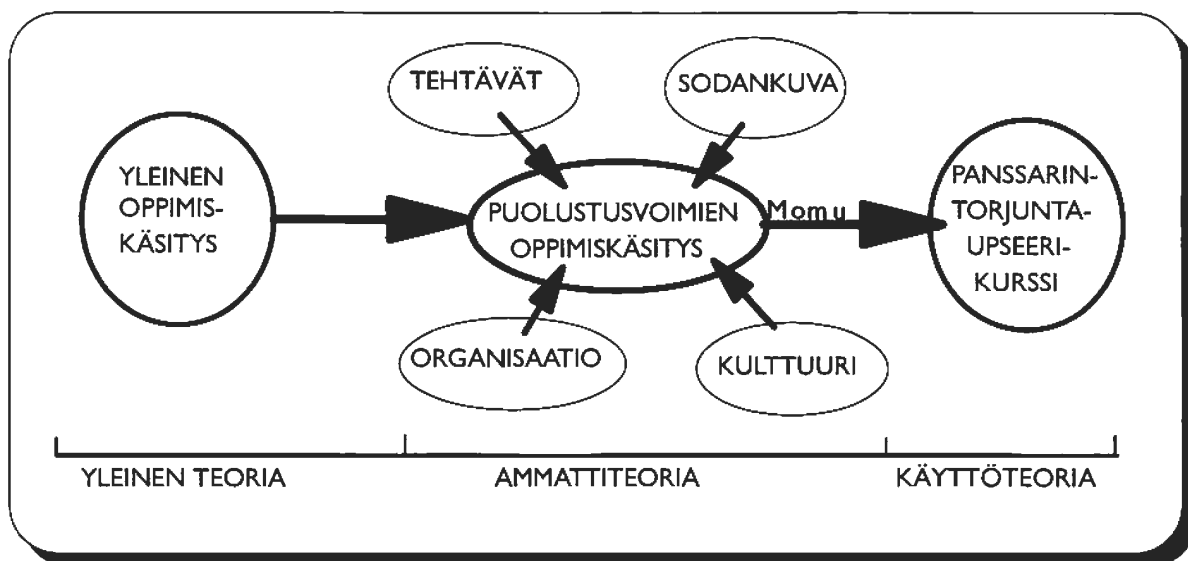 TEHTÄVÄT
SODANKUVA
YLEINEN
OPPIMIS-
KÄSITYS
PUOLUSTUSVOIMIEN
OPPIMISKÄSITYS
Momu
PANSSARIN-
TORJUNTA-
UPSEERI-
KURSSI
ORGANISAATIO
KULTTUURI
YLEINEN TEORIA
AMMATTITEORIA
KÄYTTÖTEORIA